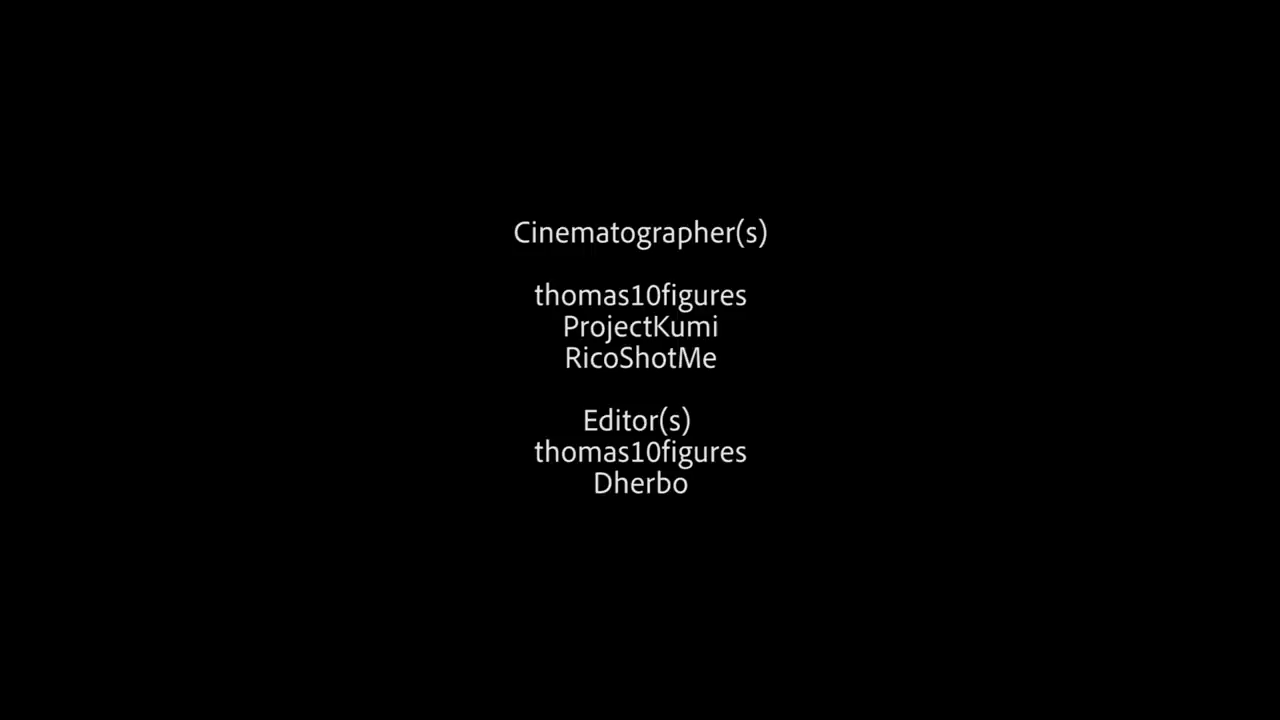 Cinematographer(s)
thomas10figures
ProjectKumi
RicoShotMe
Editor(s)
thomas10figures
Dherbo